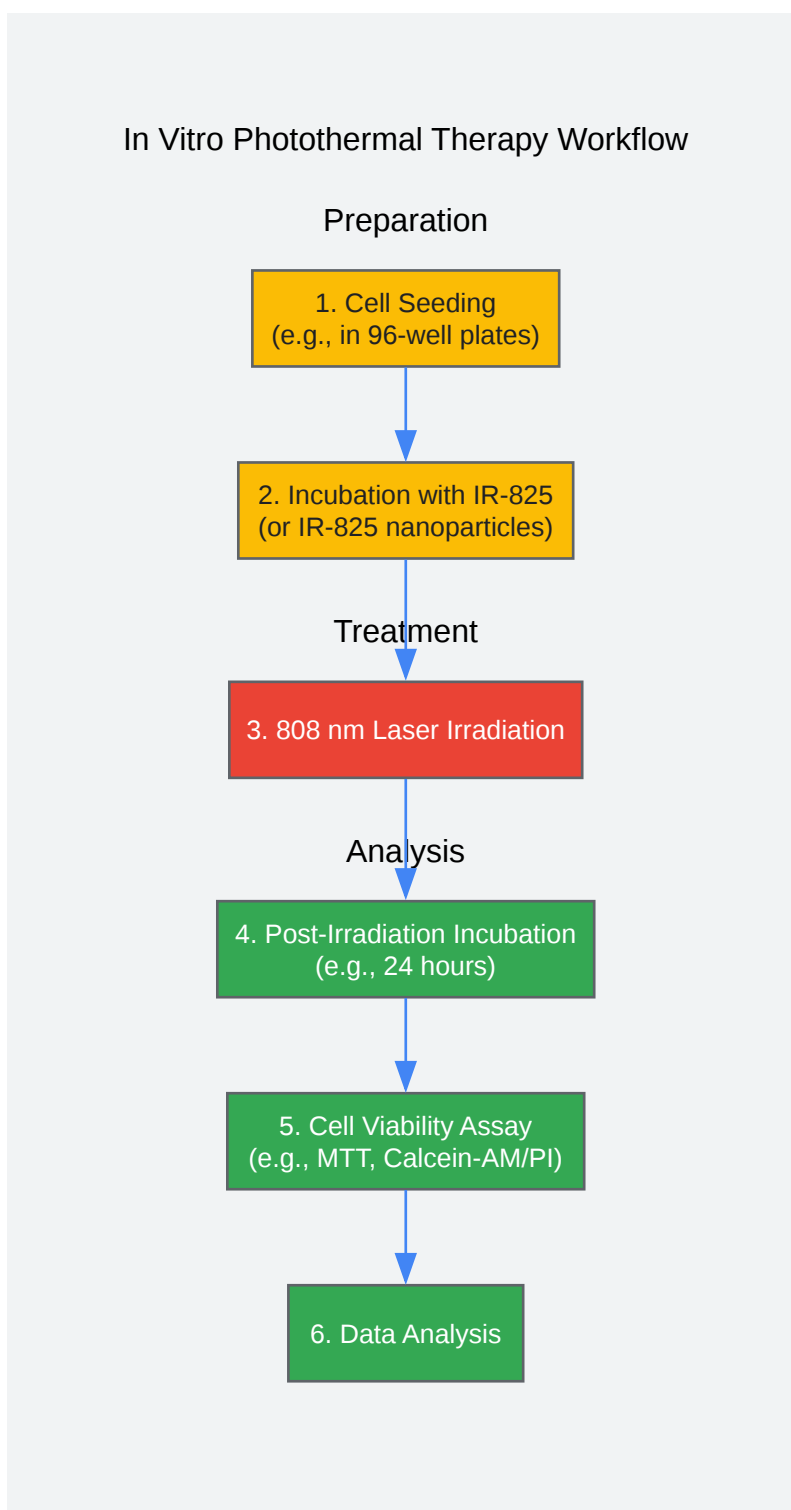 In Vitro Photothermal Therapy Workflow
Preparation
1. Cell Seeding
(e.g., in 96-well plates)
2. Incubation with IR-825
(or IR-825 nanoparticles)
Treatment
3. 808 nm Laser Irradiation
Analysis
4. Post-Irradiation Incubation
(e.g., 24 hours)
5. Cell Viability Assay
(e.g., MTT, Calcein-AM/PI)
6. Data Analysis